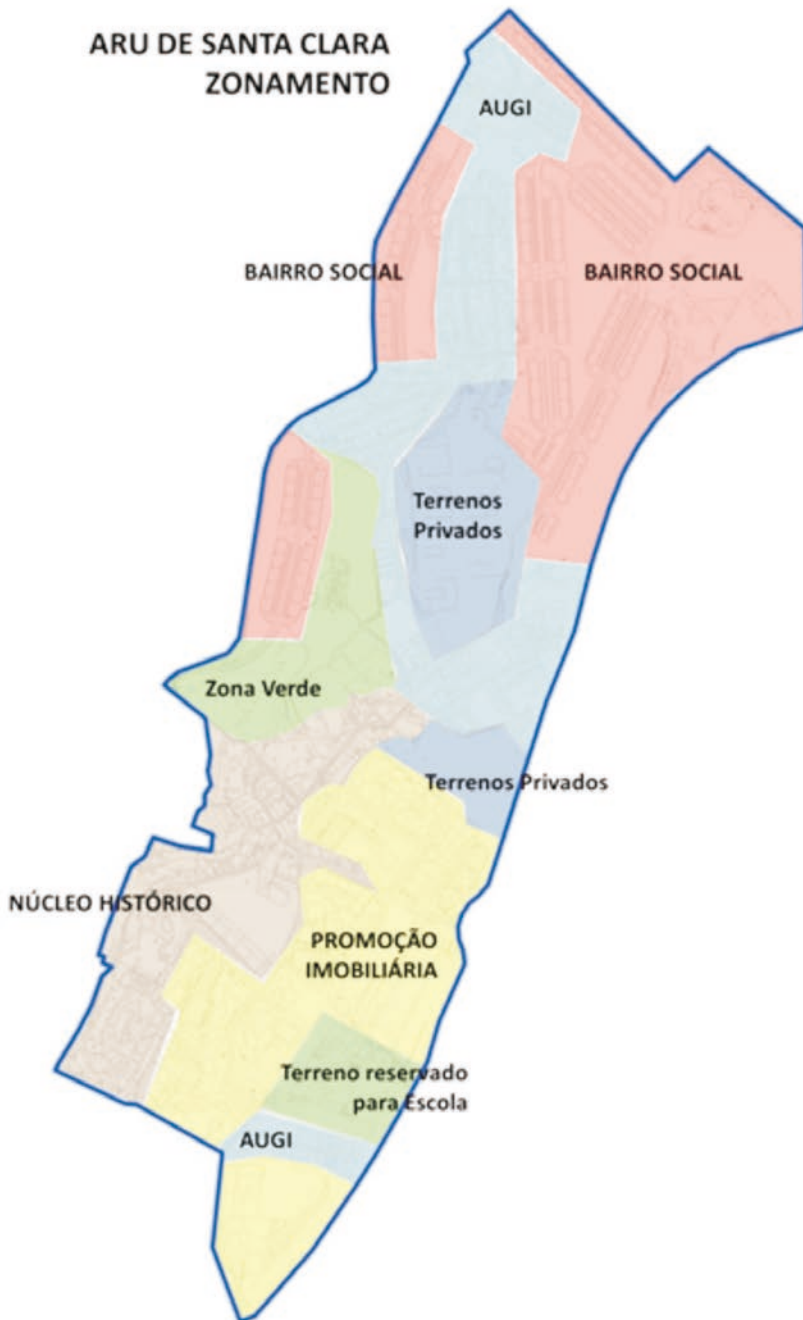 ARU DE SANTA CLARA
ZONAMENTO
AUGI
BAIRRO SOCIAL
BAIRRO SOCIAL
Terrenos
Privados
Zona Verde
Terrenos Privados
NÚCLEO HISTÓRICO
PROMOÇÃO
IMOBILIÁRIA
Terreno reservado
para Escola
AUGI